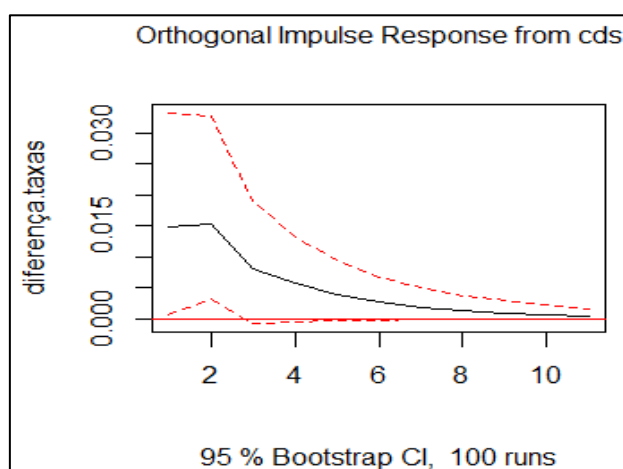 Orthogonal Impulse Response from cds
diferença.taxas
0.030
0.015
0.000
2 4 6 8 10
95 % Bootstrap CI, 100 runs